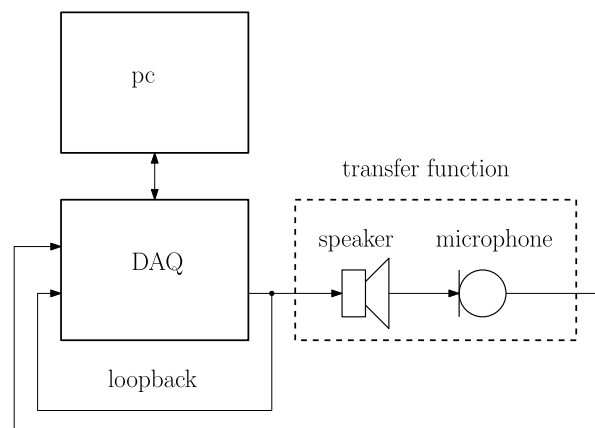 pc
transfer function
speaker microphone
DAQ
loopback